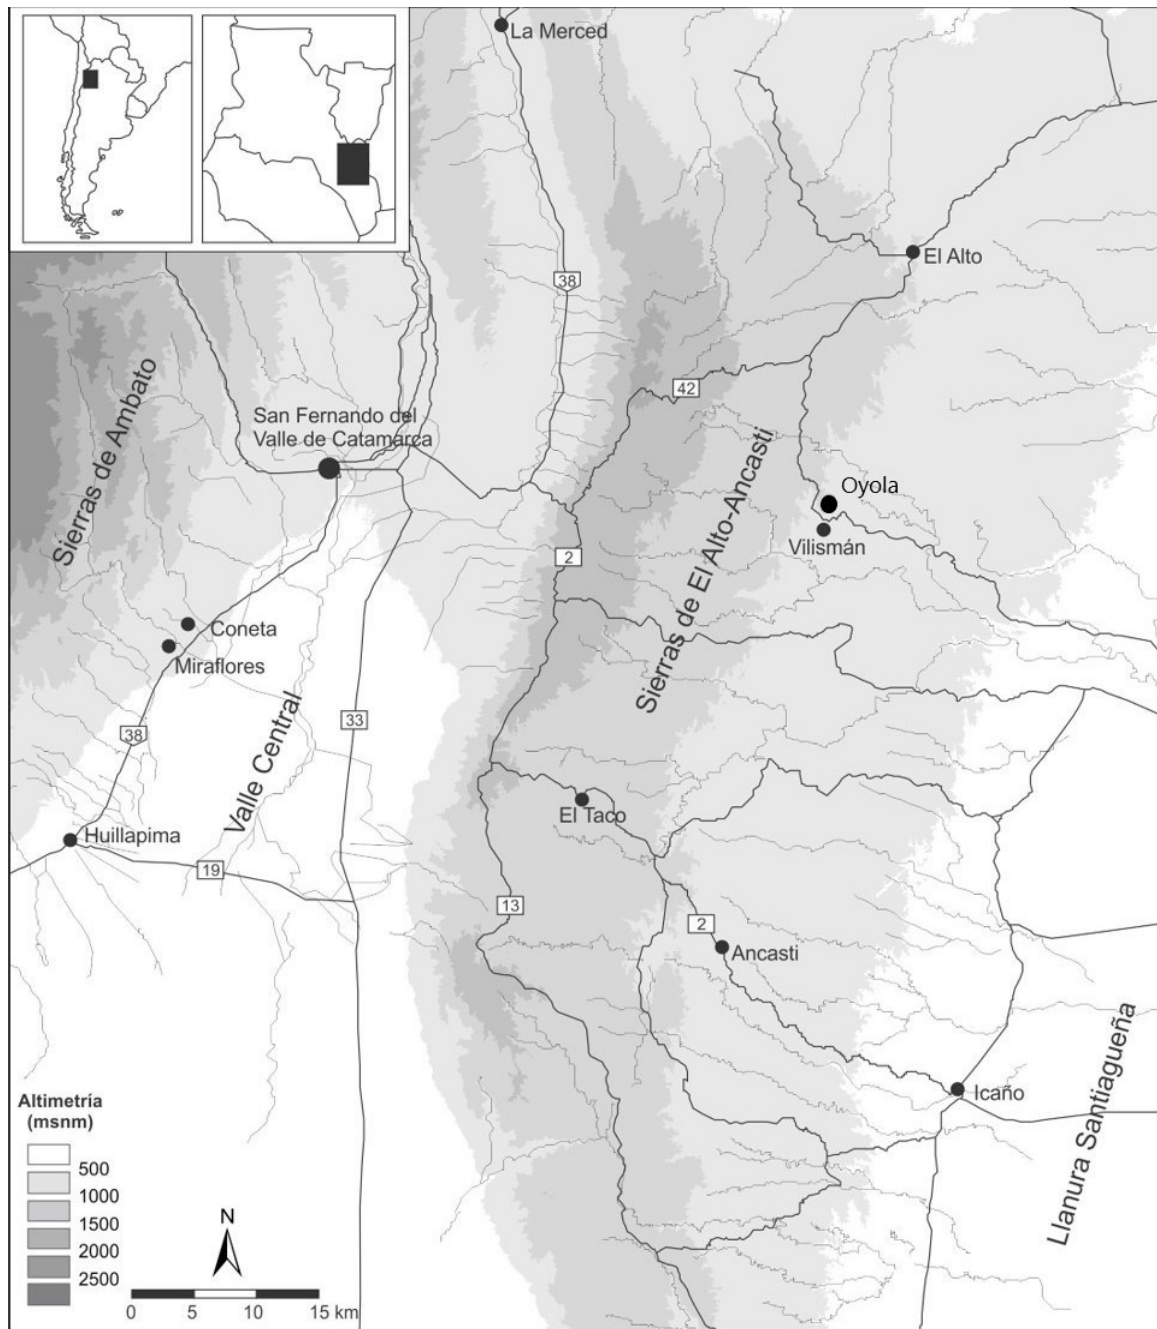 La Merced
El Alto
38
42
Sierras de Ambato
San Fernando del
Valle de Catamarca
Sierras de El Alto-Ancasti
Oyola
Vilismán
2
Coneta
Miraflores
38
33
Valle Central
El Taco
Huillapima
19
13
2
Ancasti
Icaño
Llanura Santiagueña
Altimetría
(msnm)
500
1000
1500
2000
2500
N
0 5 10 15 km